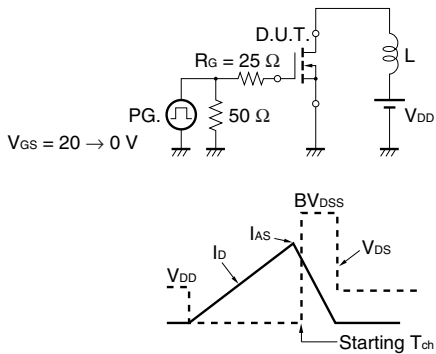 D.U.T.
RG = 25 Ω
L
PG.
50 Ω
VDD
VGS = 20 → 0 V
BVDSS
IAS
ID
VDS
VDD
Starting Tch